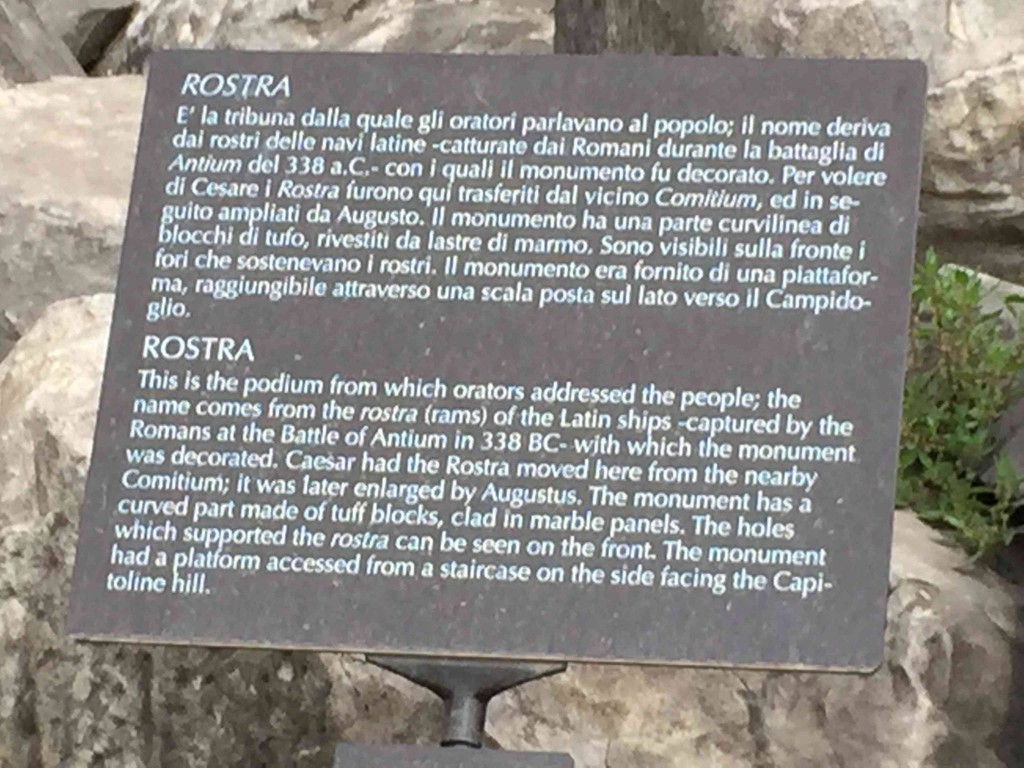 ROSTRA
E' la tribuna dalla quale gli oratori parlavano al popolo; il nome deriva
dai rostri delle navi latine -catturate dai Romani durante la battaglia di
Antium del 338 a.C.- con i quali il monumento fu decorato. Per volere
di Cesare i Rostra furono qui trasferiti dal vicino Comitium, ed in se-
guito ampliati da Augusto. Il monumento ha una parte curvilinea di
blocchi di tufo, rivestiti da lastre di marmo. Sono visibili sulla fronte i
fori che sostenevano i rostri. Il monumento era fornito di una piattafor-
ma, raggiungibile attraverso una scala posta sul lato verso il Campido-
glio.
ROSTRA
This is the podium from which orators addressed the people; the
name comes from the rostra (rams) of the Latin ships -captured by the
Romans at the Battle of Antium in 338 BC- with which the monument
was decorated. Caesar had the Rostra moved here from the nearby
Comitium; it was later enlarged by Augustus. The monument has a
curved part made of tuff blocks, clad in marble panels. The holes
which supported the rostra can be seen on the front. The monument
had a platform accessed from a staircase on the side facing the Capi-
toline hill.